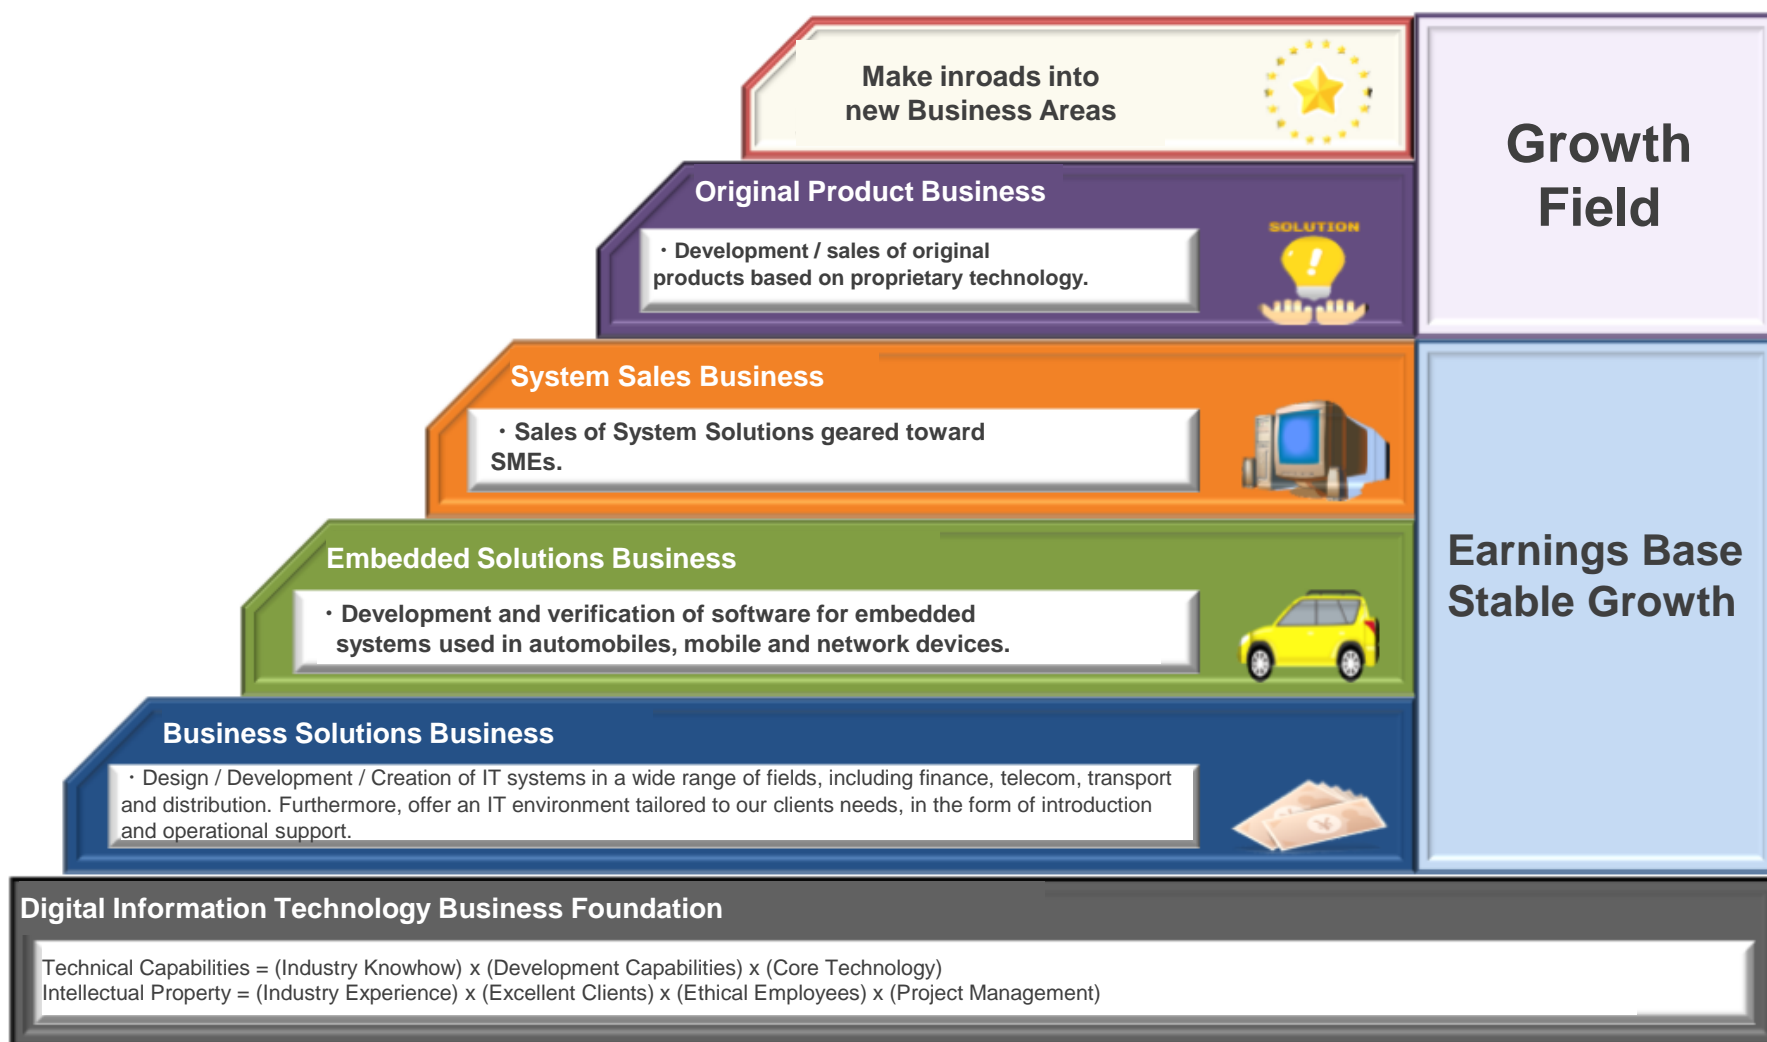 Make inroads into
new Business Areas
Growth
Field
Original Product Business
SOLUTION
!
・Development / sales of original
products based on proprietary technology.
System Sales Business
・Sales of System Solutions geared toward
SMEs.
Earnings Base
Stable Growth
Embedded Solutions Business
・Development and verification of software for embedded
systems used in automobiles, mobile and network devices.
Business Solutions Business
・Design / Development / Creation of IT systems in a wide range of fields, including finance, telecom, transport
and distribution. Furthermore, offer an IT environment tailored to our clients needs, in the form of introduction
and operational support.
¥
Digital Information Technology Business Foundation
Technical Capabilities = (Industry Knowhow) x (Development Capabilities) x (Core Technology)
Intellectual Property = (Industry Experience) x (Excellent Clients) x (Ethical Employees) x (Project Management)